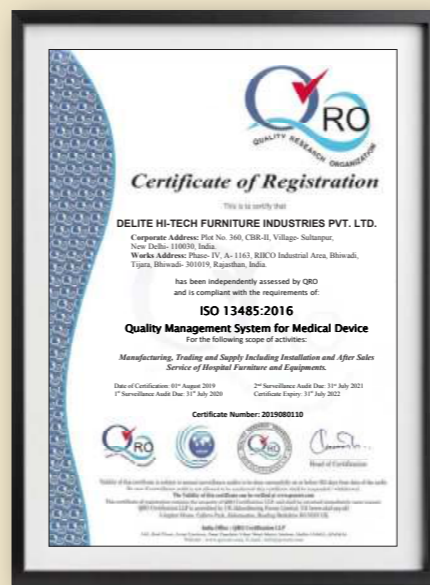 QRO
QUALITY RESEARCH ORGANIZATION
Certificate of Registration
This is to certify that
DELITE HI-TECH FURNITURE INDUSTRIES PVT. LTD.
Corporate Address: Plot No. 360, CBR-II, Village- Sultanpur,
New Delhi- 110030, India.
Works Address: Phase- IV, A- 1163, RIICO Industrial Area, Bhiwadi,
Tijara, Bhiwadi- 301019, Rajasthan, India.
has been independently assessed by QRO
and is compliant with the requirements of:
ISO 13485:2016
Quality Management System for Medical Device
For the following scope of activities:
Manufacturing, Trading and Supply Including Installation and After Sales
Service of Hospital Furniture and Equipments.
Date of Certification: 01st August 2019 2nd Surveillance Audit Due: 31st July 2021
1st Surveillance Audit Due: 31st July 2020 Certificate Expiry: 31st July 2022
Certificate Number: 2019080110
QRO
Head of Certification